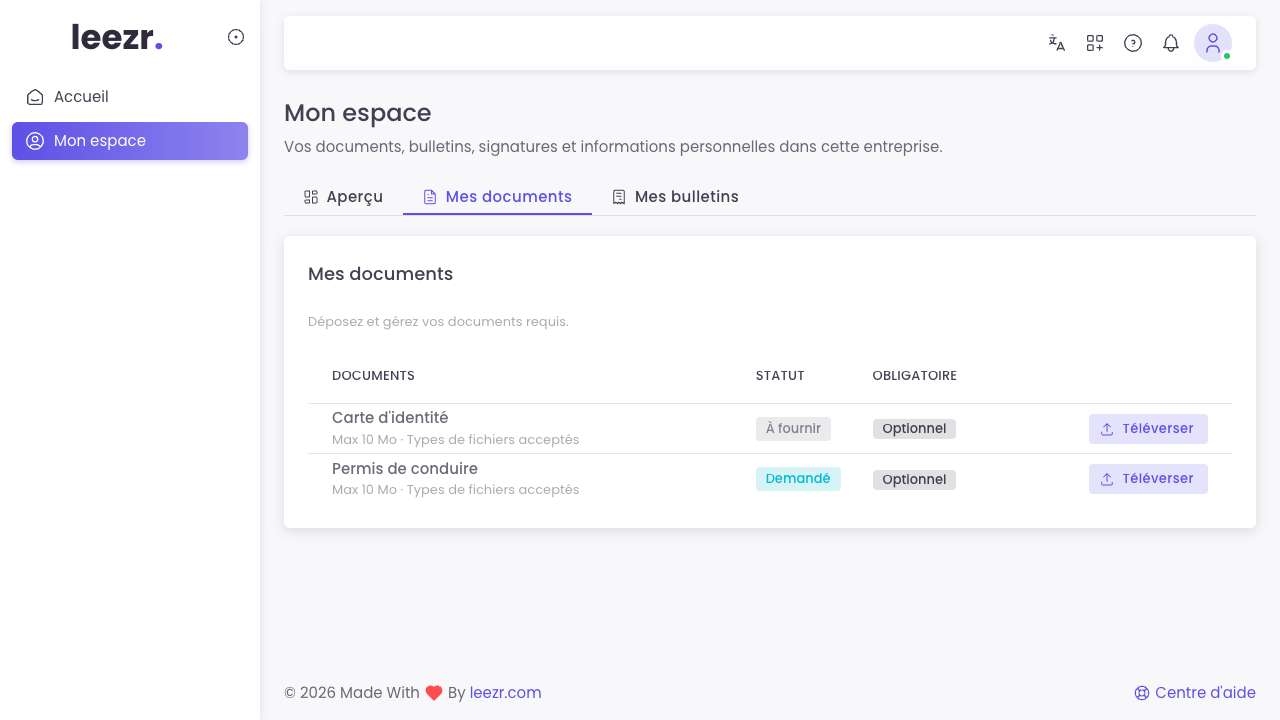 leezr.
Accueil
Mon espace
Mon espace
Vos documents, bulletins, signatures et informations personnelles dans cette entreprise.
Aperçu
Mes documents
Mes bulletins
Mes documents
Déposez et gérez vos documents requis.
DOCUMENTS STATUT OBLIGATOIRE
Carte d'identité
Max 10 Mo · Types de fichiers acceptés
À fournir
Optionnel
Téléverser
Permis de conduire
Max 10 Mo · Types de fichiers acceptés
Demandé
Optionnel
Téléverser
© 2026 Made With By leezr.com
Centre d'aide